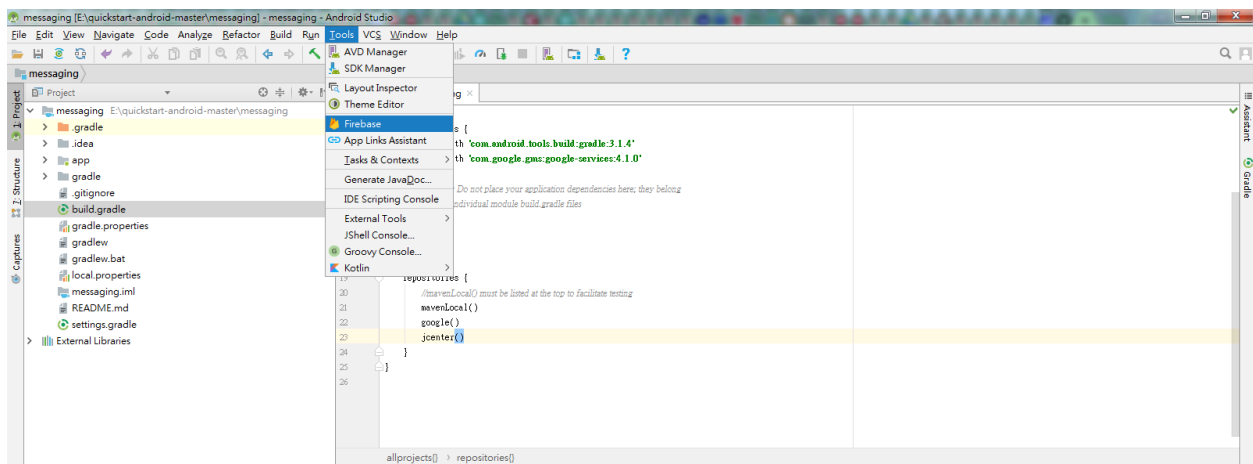 messaging [E:\quickstart-android-master\messaging] - messaging - Android Studio
File Edit View Navigate Code Analyze Refactor Build Run Tools VCS Window Help
messaging
AVD Manager
SDK Manager
Layout Inspector
Theme Editor
Firebase
App Links Assistant
Tasks & Contexts
Generate JavaDoc...
IDE Scripting Console
External Tools
JShell Console...
Groovy Console...
Kotlin
1: Project
7: Structure
Captures
Project
messaging E:\quickstart-android-master\messaging
.gradle
.idea
app
gradle
.gitignore
build.gradle
gradle.properties
gradlew
gradlew.bat
local.properties
messaging.iml
README.md
settings.gradle
External Libraries
g ×
s {
th 'com.android.tools.build:gradle:3.1.4'
th 'com.google.gms:google-services:4.1.0'
Do not place your application dependencies here; they belong
ndividual module build.gradle files
19 repositories {
20 //mavenLocal() must be listed at the top to facilitate testing
21 mavenLocal()
22 google()
23 jcenter()
24 }
25 }
26
allprojects{} › repositories{}
Assistant
Gradle